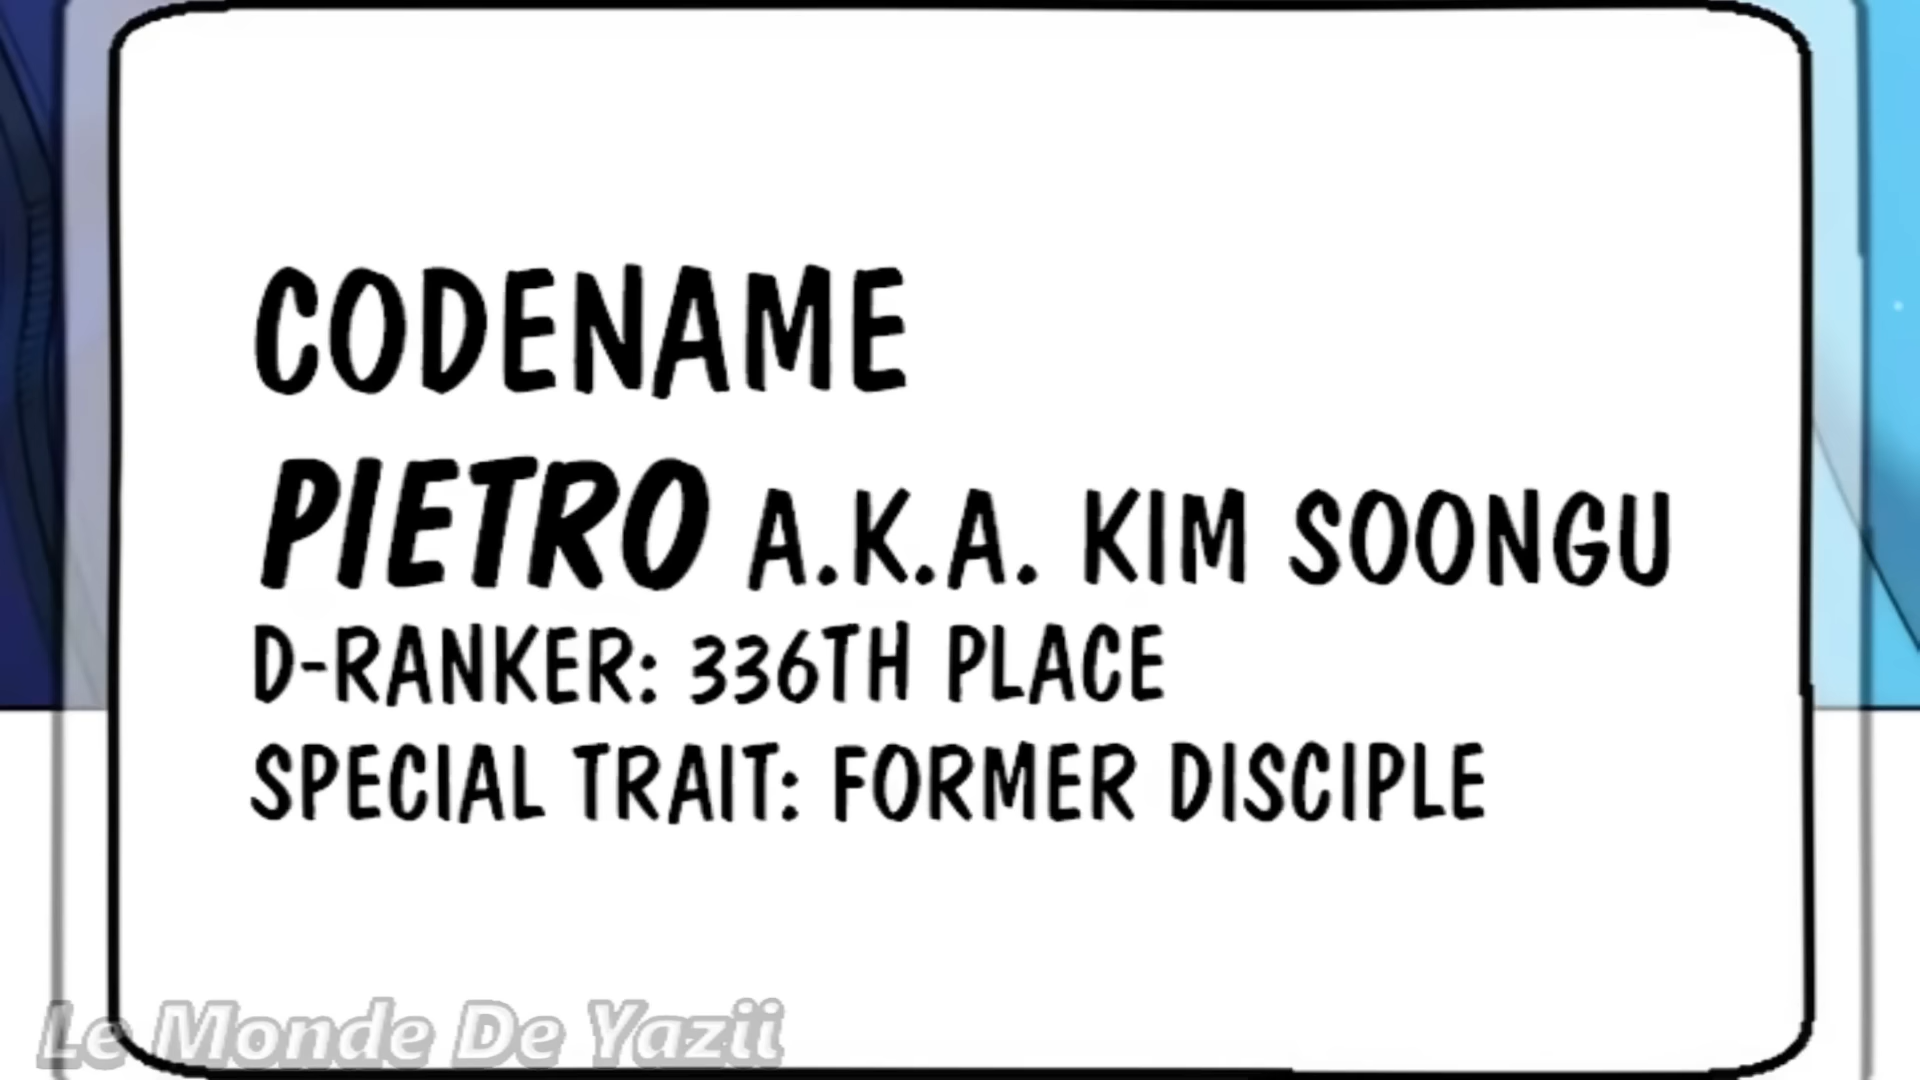 CODENAME
PIETRO A.K.A. KIM SOONGU
D-RANKER: 336TH PLACE
SPECIAL TRAIT: FORMER DISCIPLE
Le Monde De Yazii